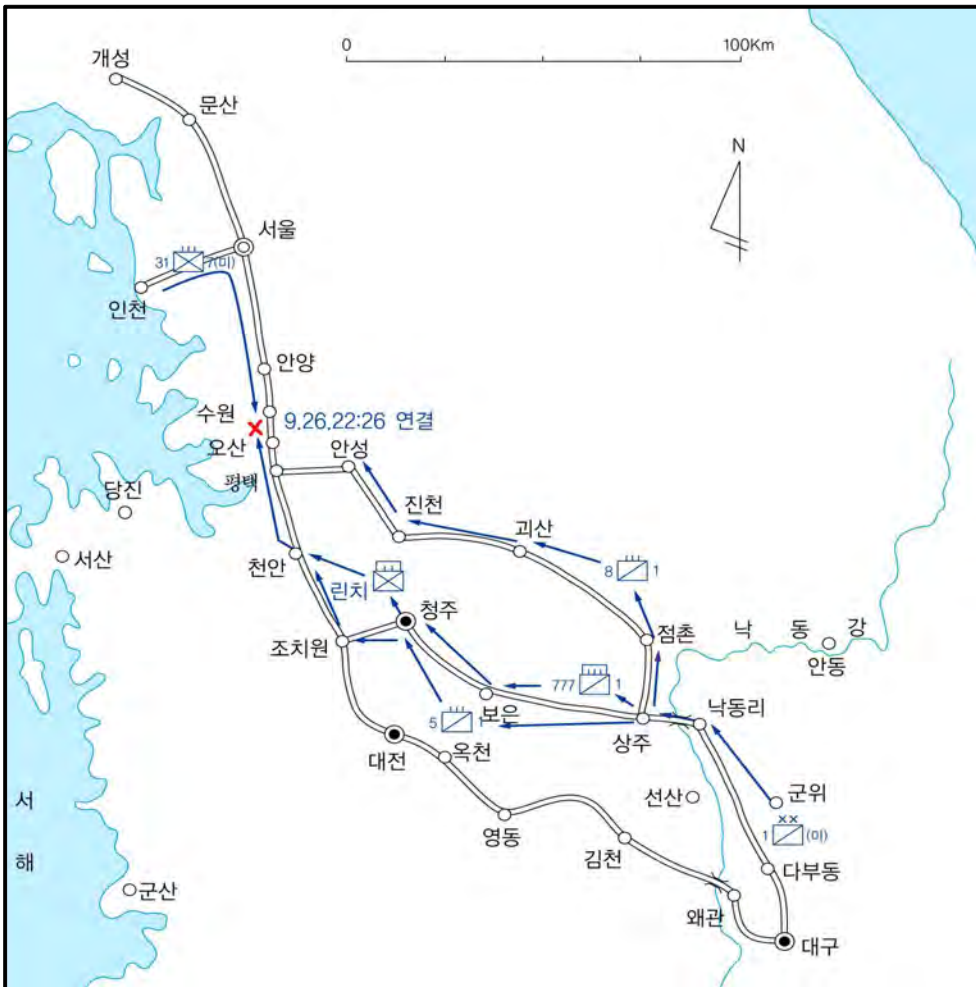 0 100Km
개성
문산
N
서울
31 7(미)
인천
안양
수원
9.26.22:26 연결
오산
안성
평택
당진
진천
괴산
서산
천안
8 1
린치
청주
점촌
낙 동 강
안동
조치원
777 1
보은
낙동리
5 1
상주
대전
옥천
선산
군위
서
해
영동
××
1 (미)
김천
다부동
군산
왜관
대구